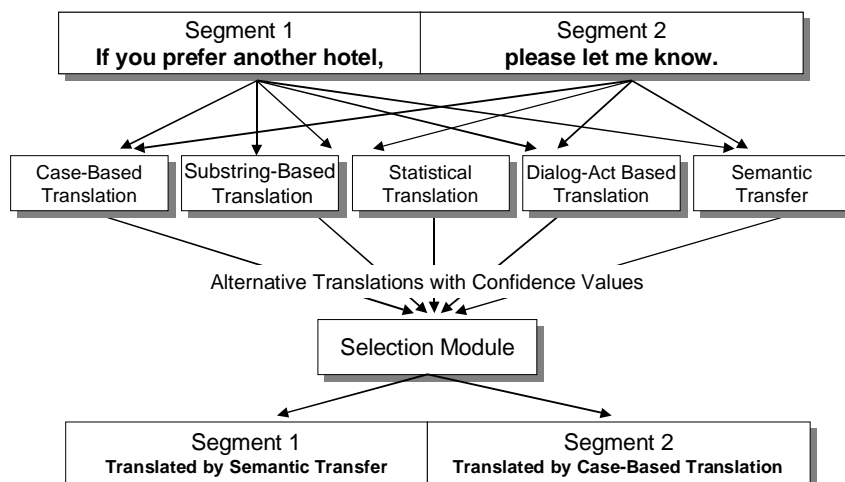 Segment 1
If you prefer another hotel,
Segment 2
please let me know.
Case-Based
Translation
Substring-Based
Translation
Statistical
Translation
Dialog-Act Based
Translation
Semantic
Transfer
Alternative Translations with Confidence Values
Selection Module
Segment 1
Translated by Semantic Transfer
Segment 2
Translated by Case-Based Translation